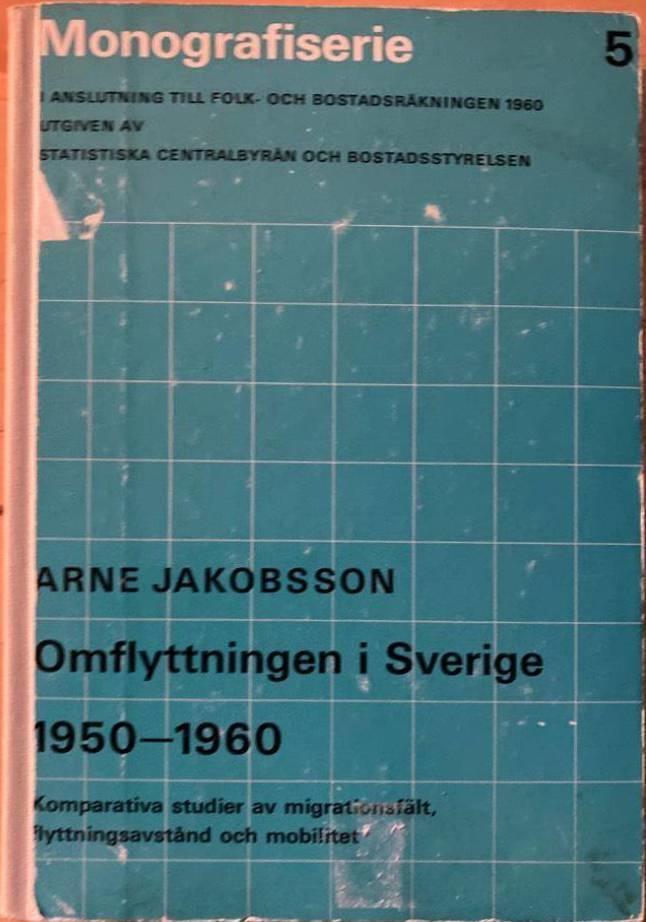 Monografiserie 5
I ANSLUTNING TILL FOLK- OCH BOSTADSRÄKNINGEN 1960
UTGIVEN AV
STATISTISKA CENTRALBYRÅN OCH BOSTADSSTYRELSEN
ARNE JAKOBSSON
Omflyttningen i Sverige
1950—1960
Komparativa studier av migrationsfält,
flyttningsavstånd och mobilitet